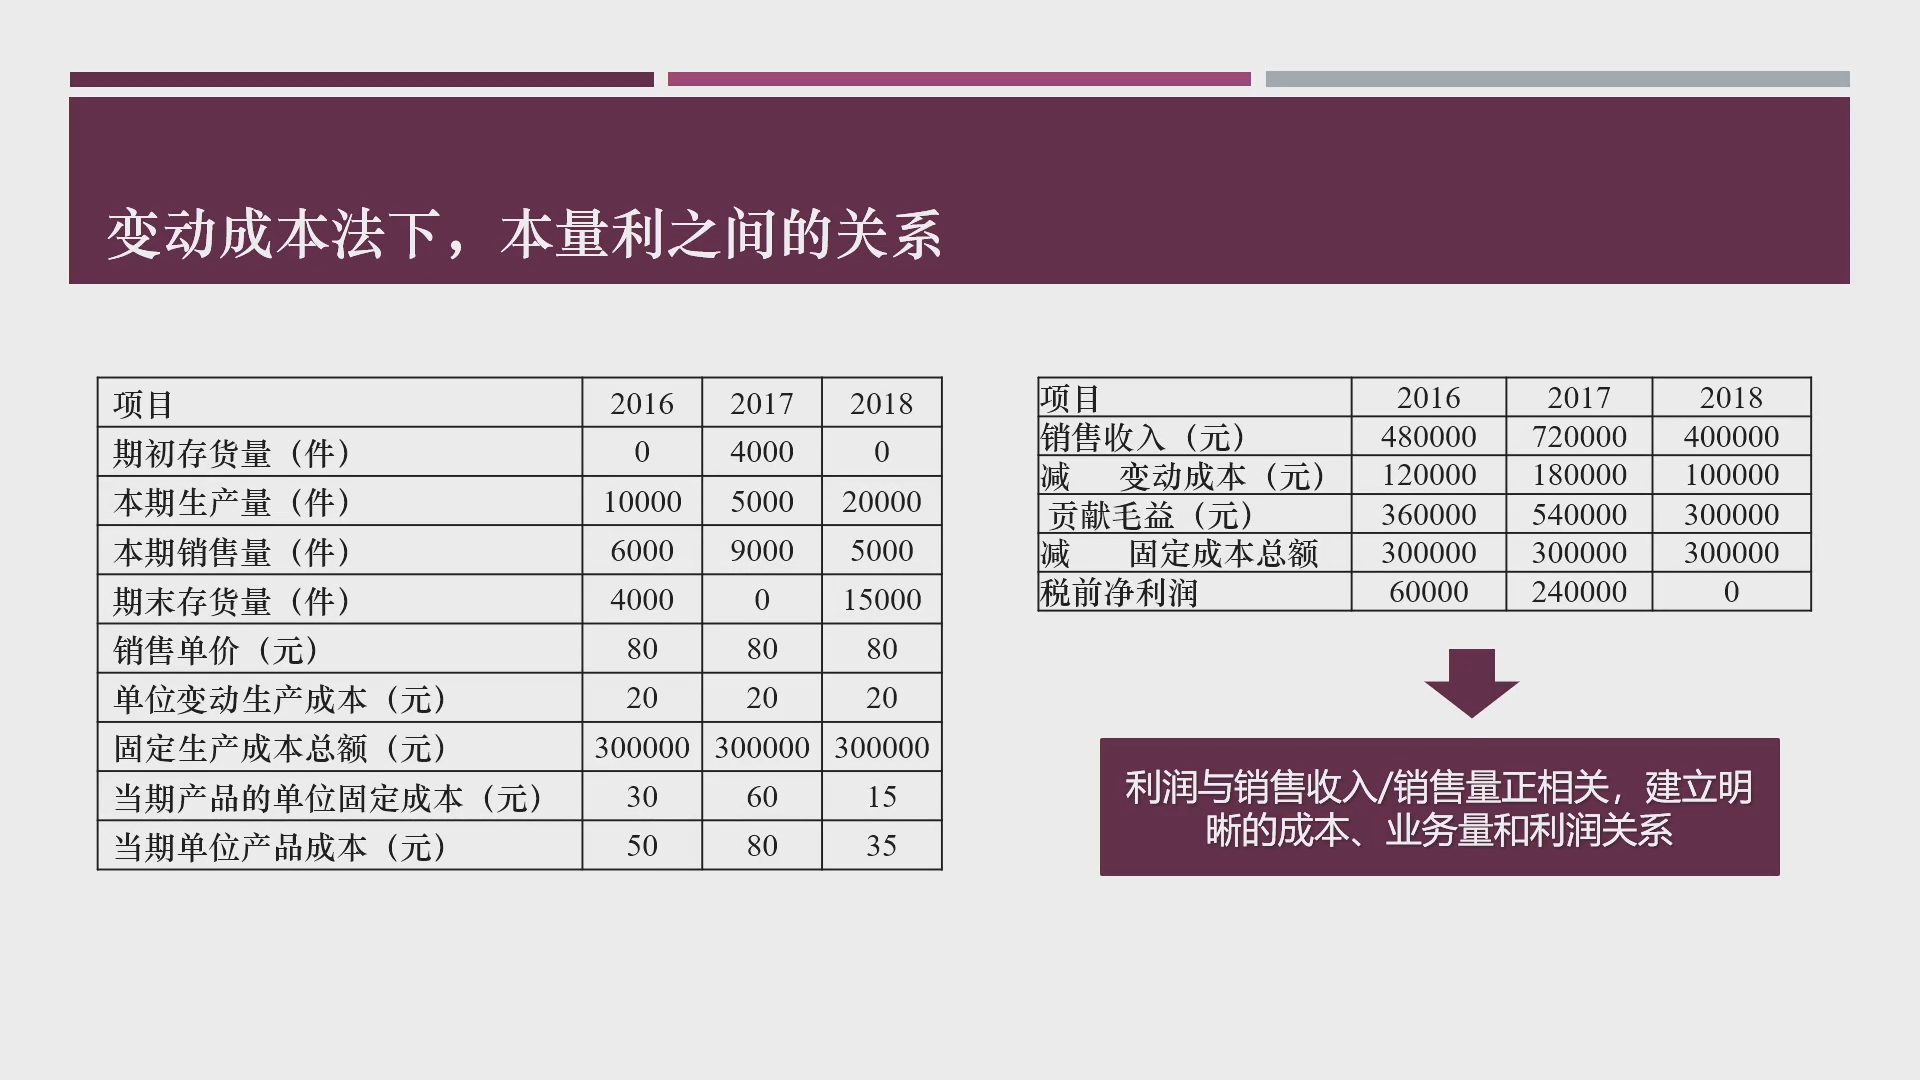 变动成本法下，本量利之间的关系
项目 2016 2017 2018
期初存货量（件） 0 4000 0
本期生产量（件） 10000 5000 20000
本期销售量（件） 6000 9000 5000
期末存货量（件） 4000 0 15000
销售单价（元） 80 80 80
单位变动生产成本（元） 20 20 20
固定生产成本总额（元） 300000 300000 300000
当期产品的单位固定成本（元） 30 60 15
当期单位产品成本（元） 50 80 35
项目 2016 2017 2018
销售收入（元） 480000 720000 400000
减 变动成本（元） 120000 180000 100000
贡献毛益（元） 360000 540000 300000
减 固定成本总额 300000 300000 300000
税前净利润 60000 240000 0
利润与销售收入/销售量正相关，建立明
晰的成本、业务量和利润关系